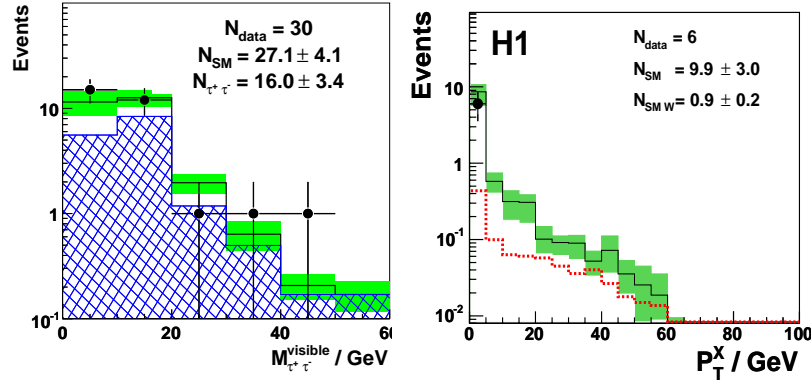 Events
N_data = 30
N_SM = 27.1 ± 4.1
N_τ⁺ τ⁻ = 16.0 ± 3.4
10
1
10⁻¹
0 20 40 60
M^visible_τ⁺ τ⁻ / GeV
Events
H1
N_data = 6
N_SM = 9.9 ± 3.0
N_SM W = 0.9 ± 0.2
10²
10
1
10⁻¹
10⁻²
0 20 40 60 80 100
P_T^X / GeV